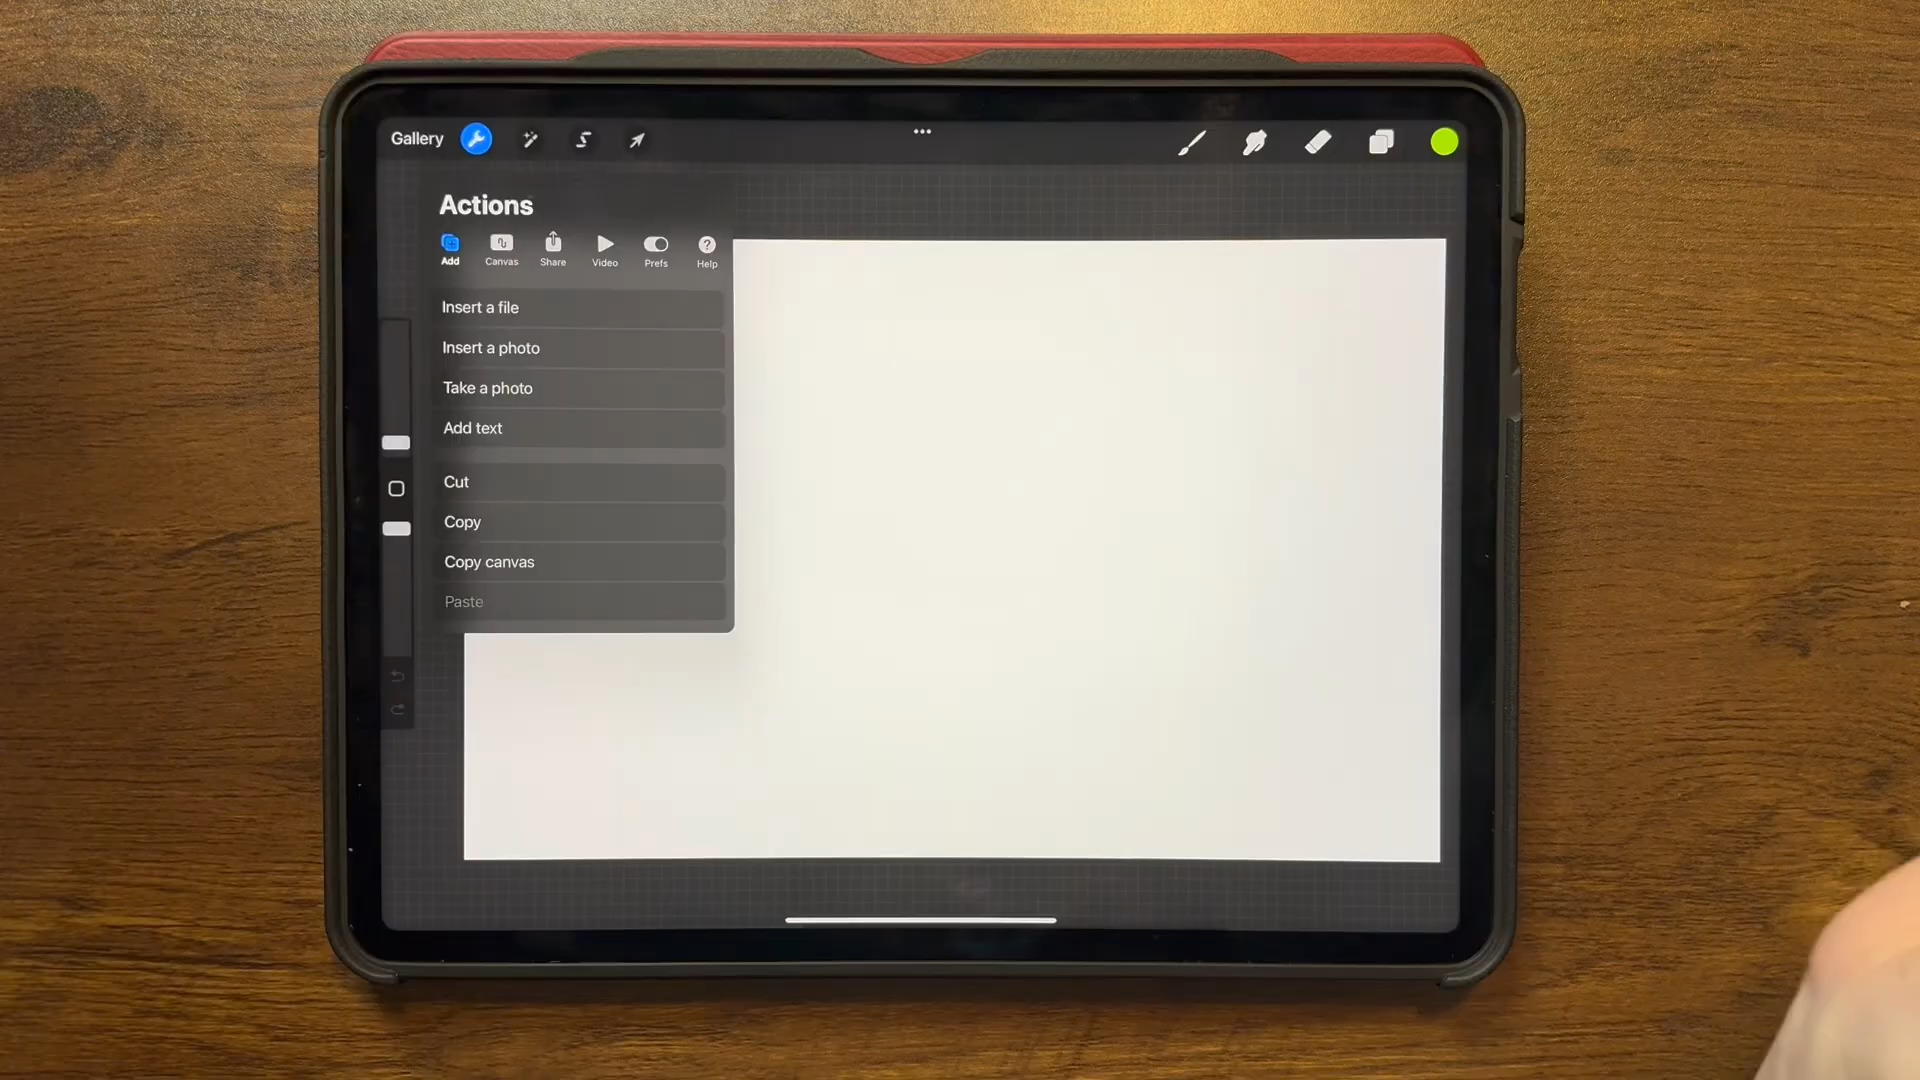 Gallery
Actions
Add Canvas Share Video Prefs Help
Insert a file
Insert a photo
Take a photo
Add text
Cut
Copy
Copy canvas
Paste